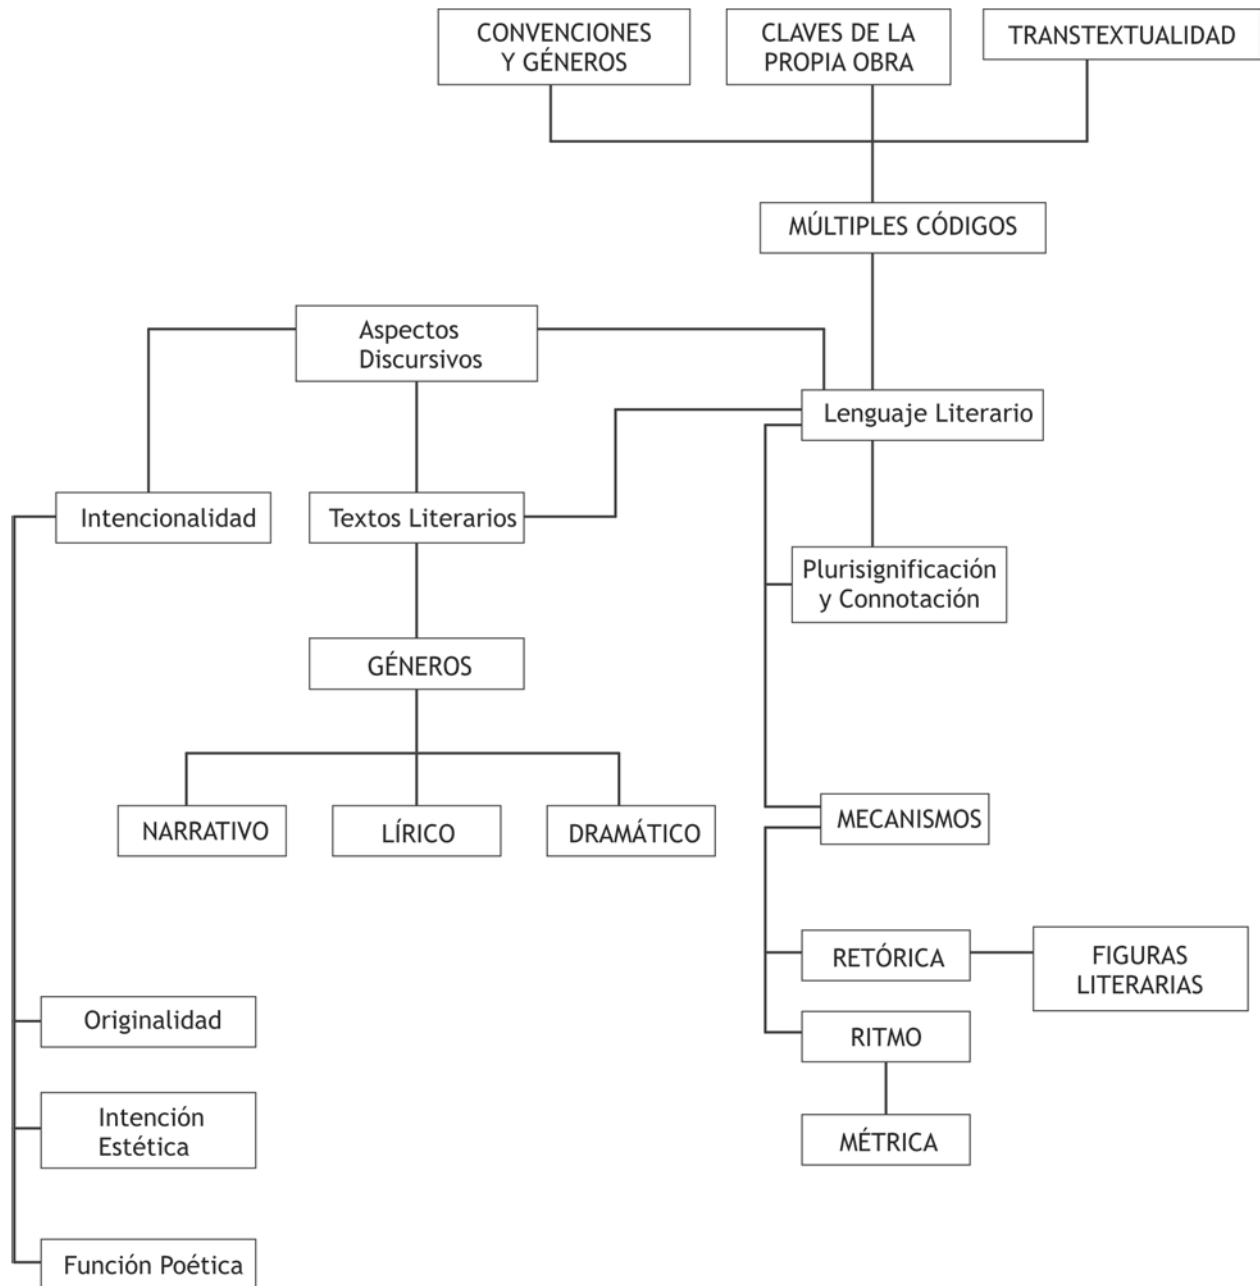 CONVENCIONES
Y GÉNEROS
CLAVES DE LA
PROPIA OBRA
TRANSTEXTUALIDAD
MÚLTIPLES CÓDIGOS
Aspectos
Discursivos
Lenguaje Literario
Intencionalidad
Textos Literarios
Plurisignificación
y Connotación
GÉNEROS
NARRATIVO
LÍRICO
DRAMÁTICO
MECANISMOS
RETÓRICA
FIGURAS
LITERARIAS
Originalidad
RITMO
Intención
Estética
MÉTRICA
Función Poética